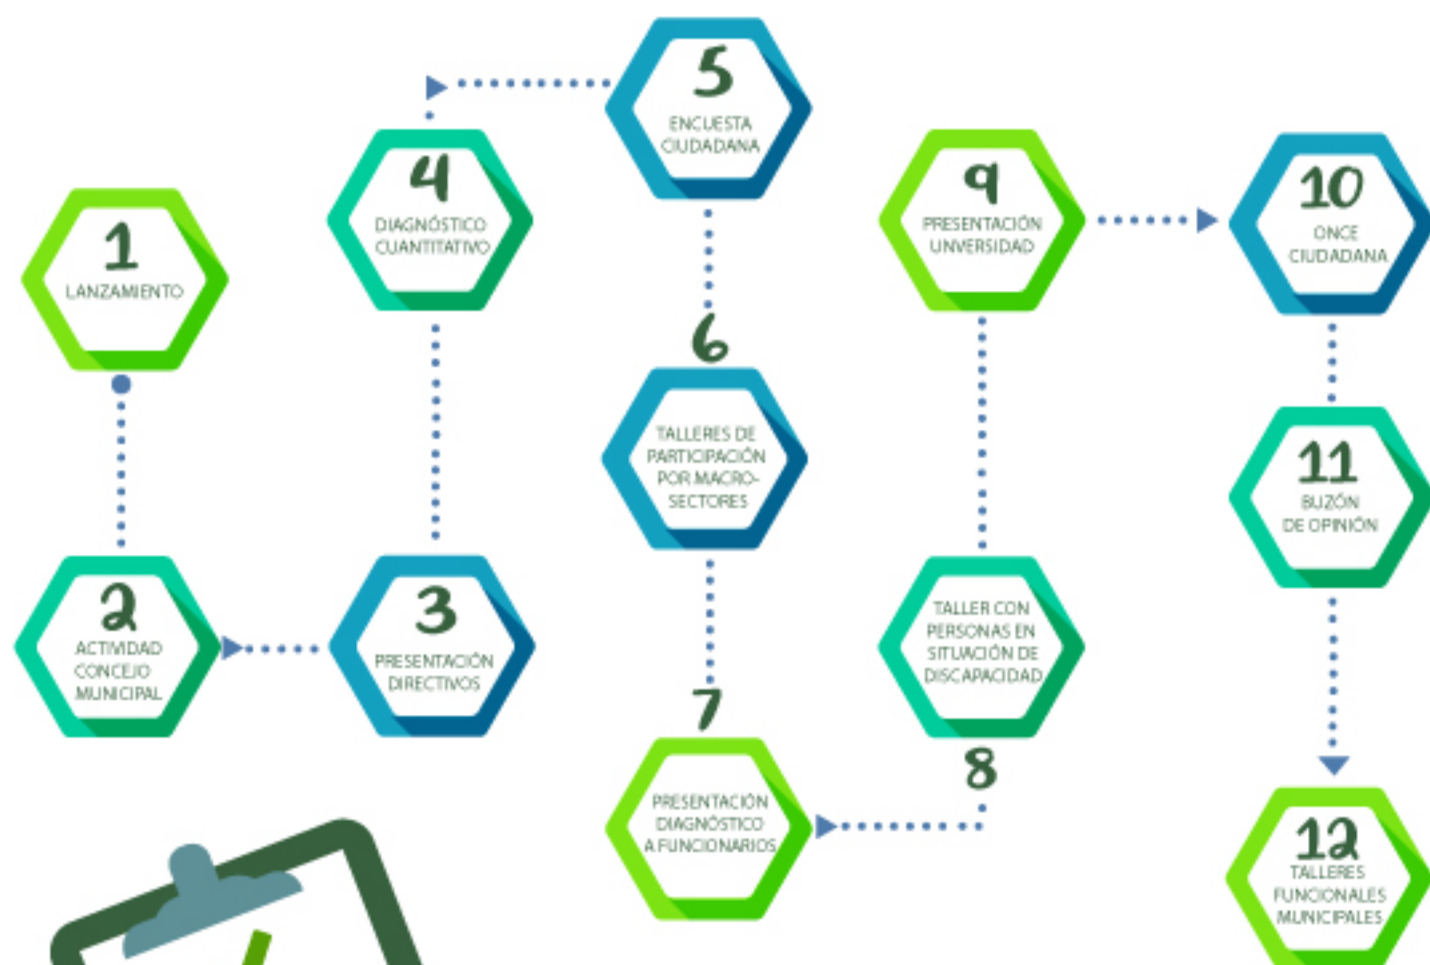 1
LANZAMIENTO
2
ACTIVIDAD
CONCEJO
MUNICIPAL
3
PRESENTACIÓN
DIRECTIVOS
4
DIAGNÓSTICO
CUANTITATIVO
5
ENCUESTA
CIUDADANA
6
TALLERES DE
PARTICIPACIÓN
POR MACRO-
SECTORES
7
PRESENTACIÓN
DIAGNÓSTICO
A FUNCIONARIOS
TALLER CON
PERSONAS EN
SITUACIÓN DE
DISCAPACIDAD
8
9
PRESENTACIÓN
UNVERSIDAD
10
ONCE
CIUDADANA
11
BUZÓN
DE OPINIÓN
12
TALLERES
FUNCIONALES
MUNICIPALES